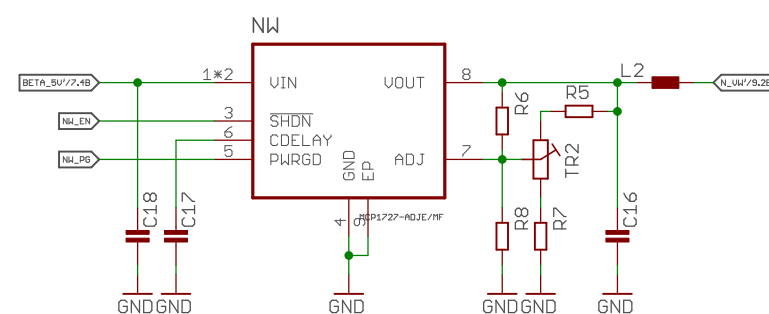 NW
BETA_5V'/7.4B
1*2
VIN
VOUT
8
L2
N_VW'/9.2B
NW_EN
3
SHDN
R6
R5
6
CDELAY
NW_PG
5
PWRGD
GND
EP
ADJ
7
TR2
C18
C17
4
9
MCP1727-ADJE/MF
R8
R7
C16
GND
GND
GND
GND
GND
GND